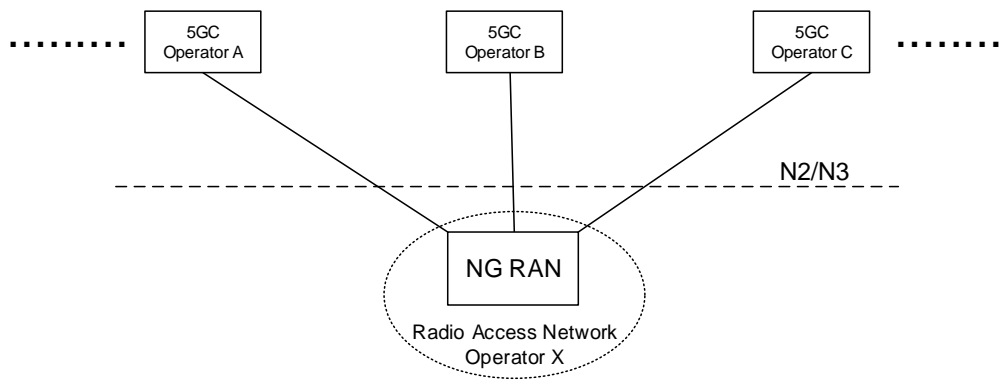 5GC
Operator A
5GC
Operator B
5GC
Operator C
N2/N3
NG RAN
Radio Access Network
Operator X